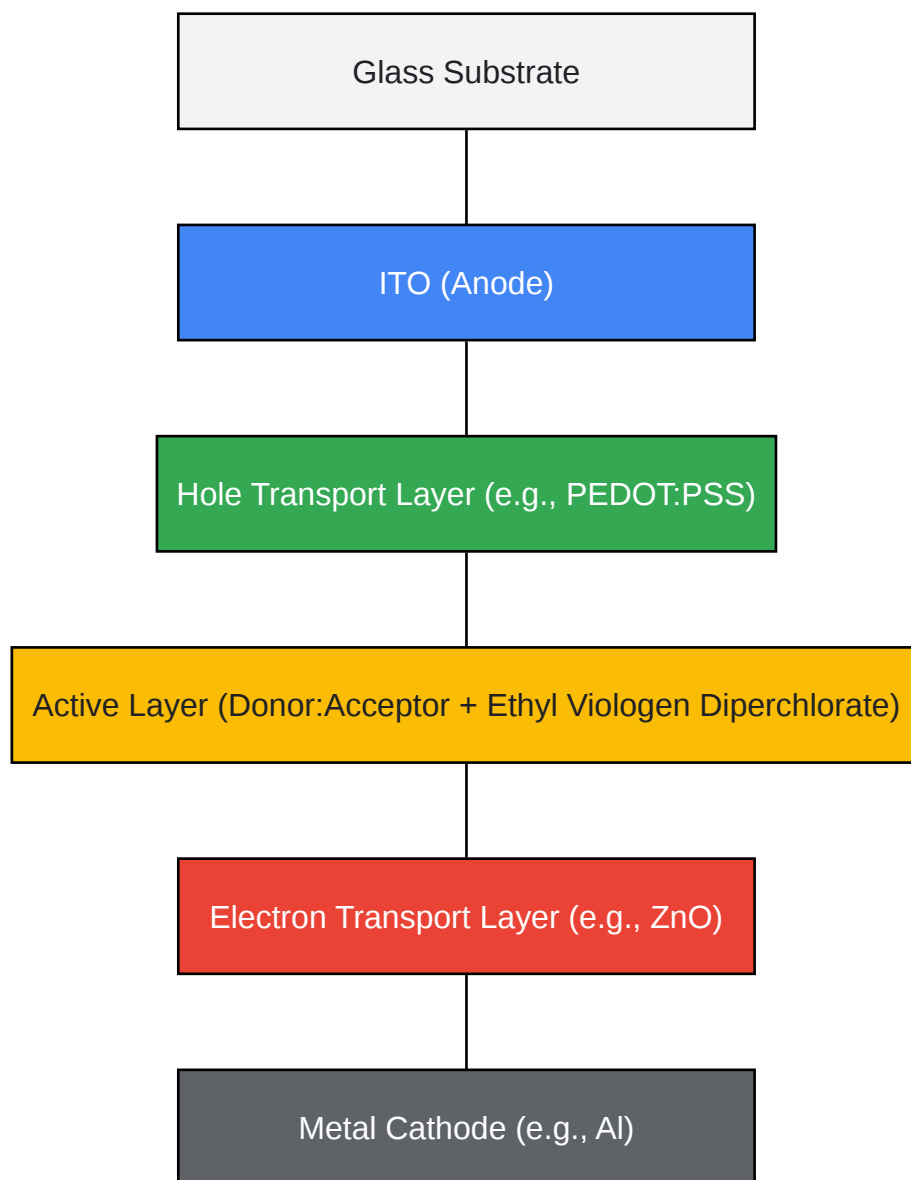 Glass Substrate
ITO (Anode)
Hole Transport Layer (e.g., PEDOT:PSS)
Active Layer (Donor:Acceptor + Ethyl Viologen Diperchlorate)
Electron Transport Layer (e.g., ZnO)
Metal Cathode (e.g., Al)